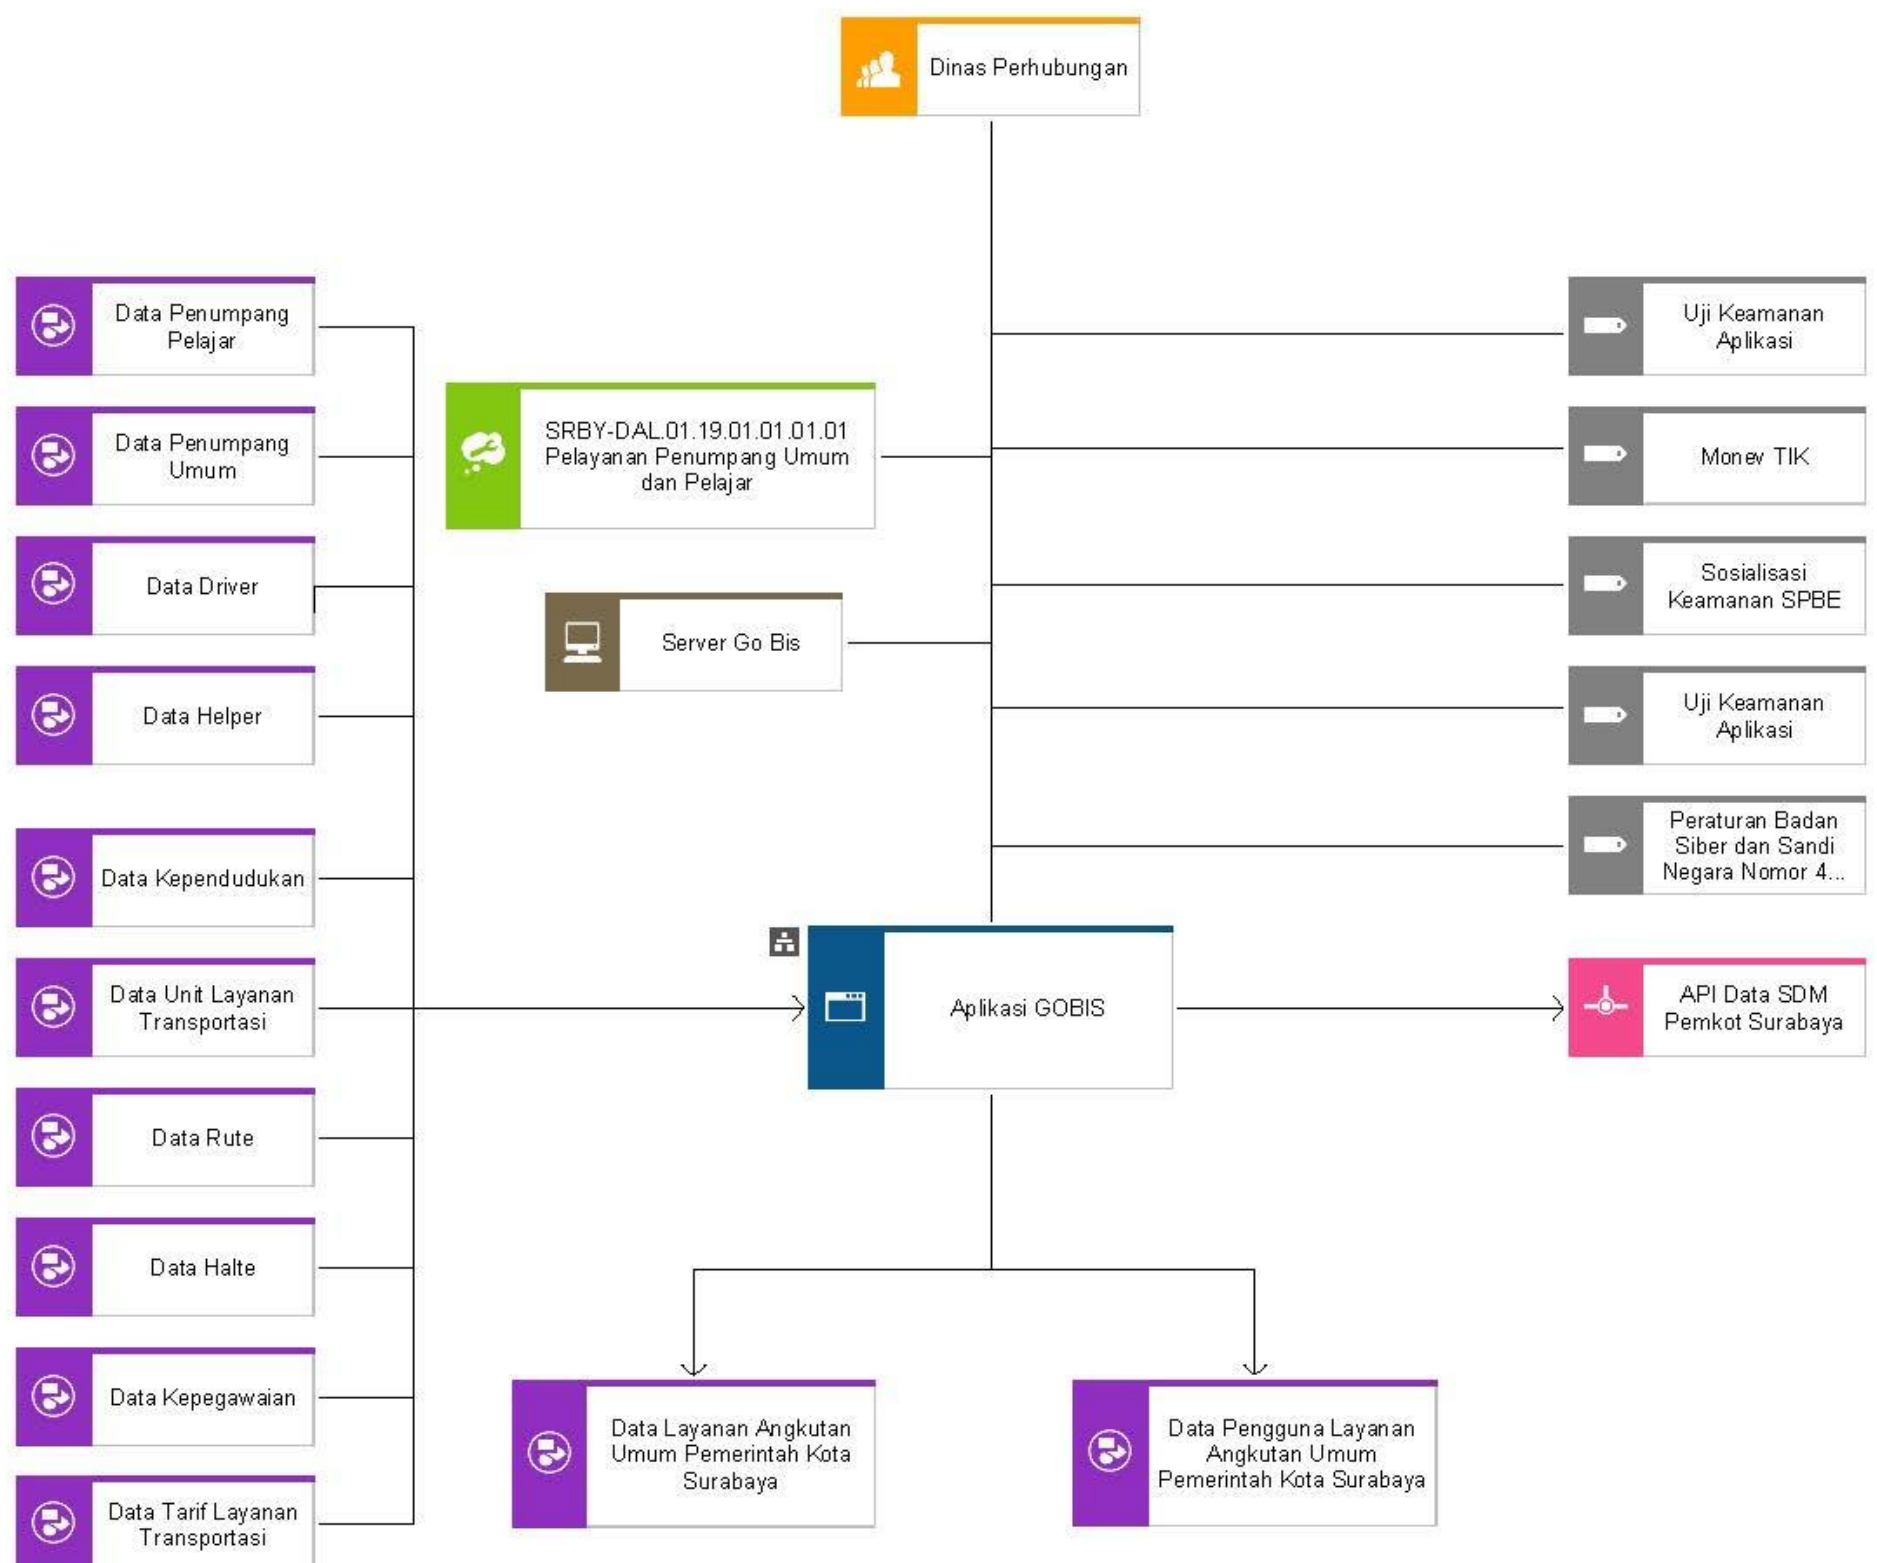 Dinas Perhubungan
Data Penumpang
Pelajar
Data Penumpang
Umum
Data Driver
Data Helper
Data Kependudukan
Data Unit Layanan
Transportasi
Data Rute
Data Halte
Data Kepegawaian
Data Tarif Layanan
Transportasi
SRBY-DAL.01.19.01.01.01.01
Pelayanan Penumpang Umum
dan Pelajar
Server Go Bis
Aplikasi GOBIS
Uji Keamanan
Aplikasi
Monev TIK
Sosialisasi
Keamanan SPBE
Uji Keamanan
Aplikasi
Peraturan Badan
Siber dan Sandi
Negara Nomor 4...
API Data SDM
Pemkot Surabaya
Data Layanan Angkutan
Umum Pemerintah Kota
Surabaya
Data Pengguna Layanan
Angkutan Umum
Pemerintah Kota Surabaya